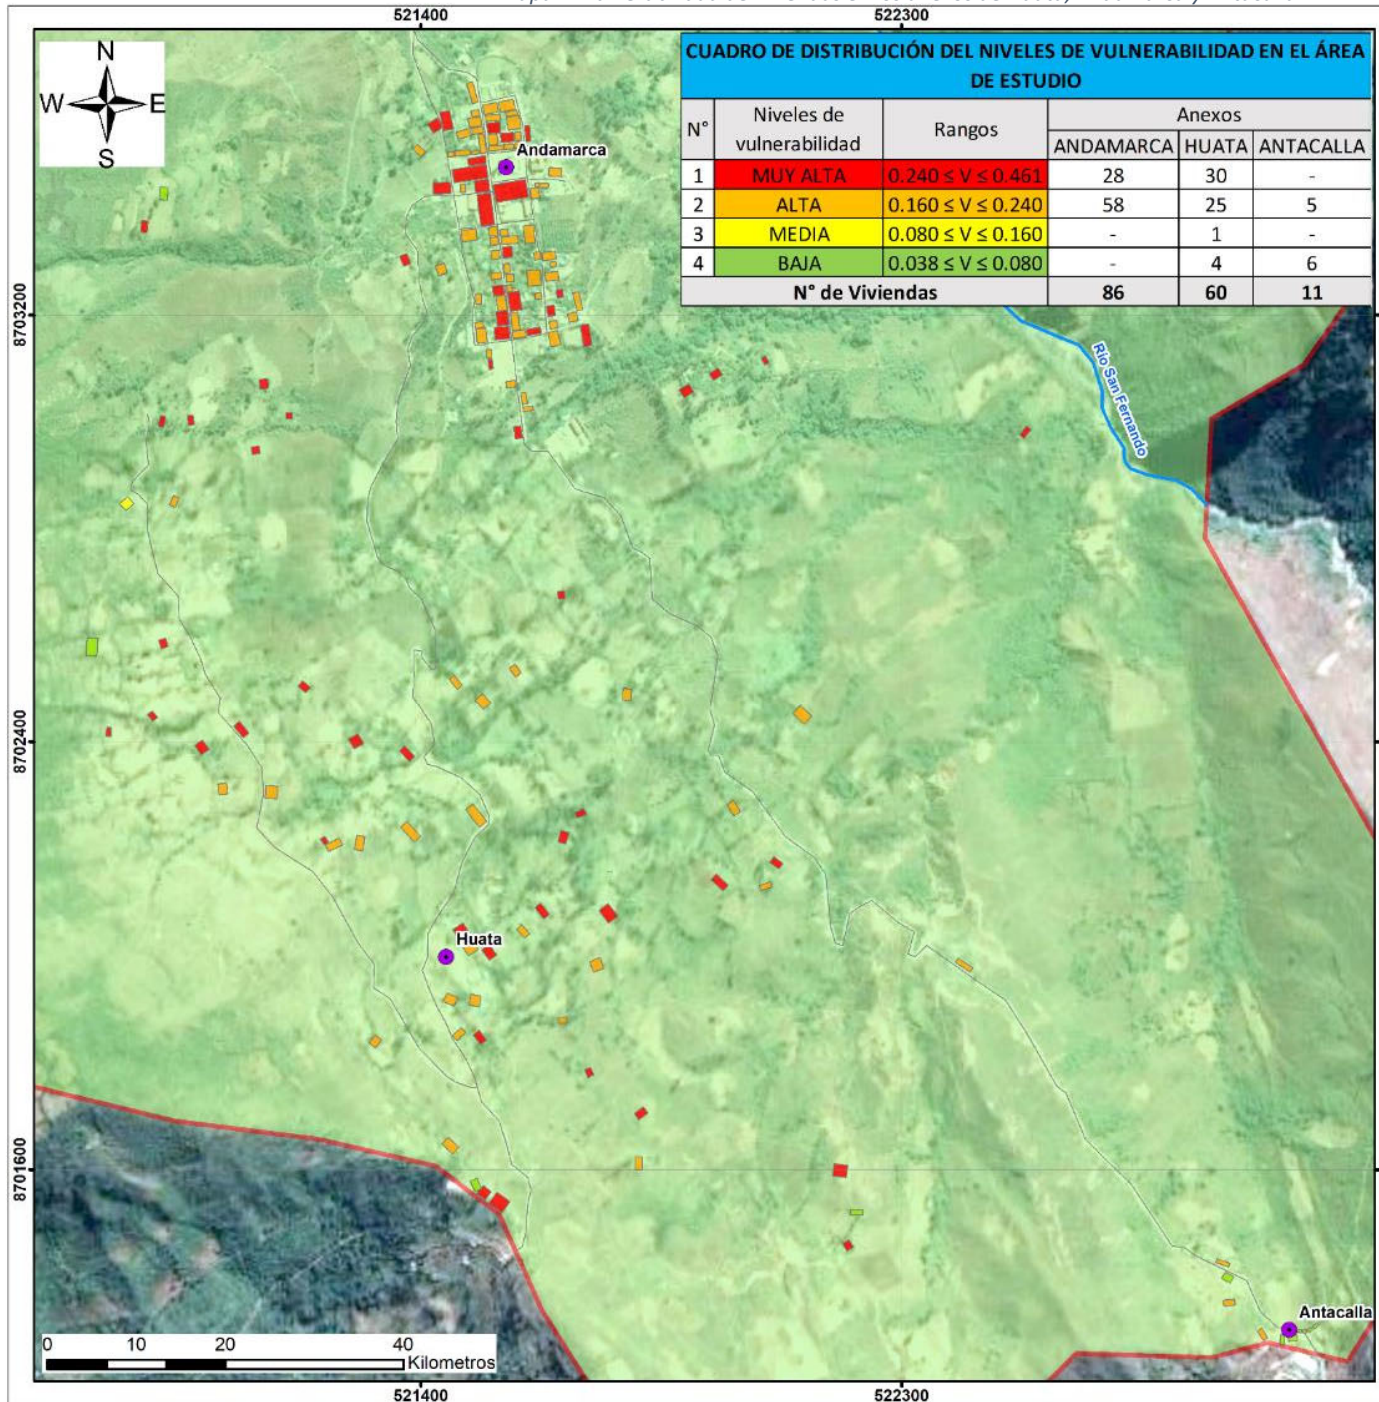 521400
522300
N
W E
S
CUADRO DE DISTRIBUCIÓN DEL NIVELES DE VULNERABILIDAD EN EL ÁREA
DE ESTUDIO
N° Niveles de vulnerabilidad Rangos Anexos
ANDAMARCA HUATA ANTACALLA
1 MUY ALTA 0.240 ≤ V ≤ 0.461 28 30 -
2 ALTA 0.160 ≤ V ≤ 0.240 58 25 5
3 MEDIA 0.080 ≤ V ≤ 0.160 - 1 -
4 BAJA 0.038 ≤ V ≤ 0.080 - 4 6
N° de Viviendas 86 60 11
Andamarca
8703200
Rio San Fernando
8702400
Huata
8701600
Antacalla
0 10 20 40
Kilometros
521400
522300